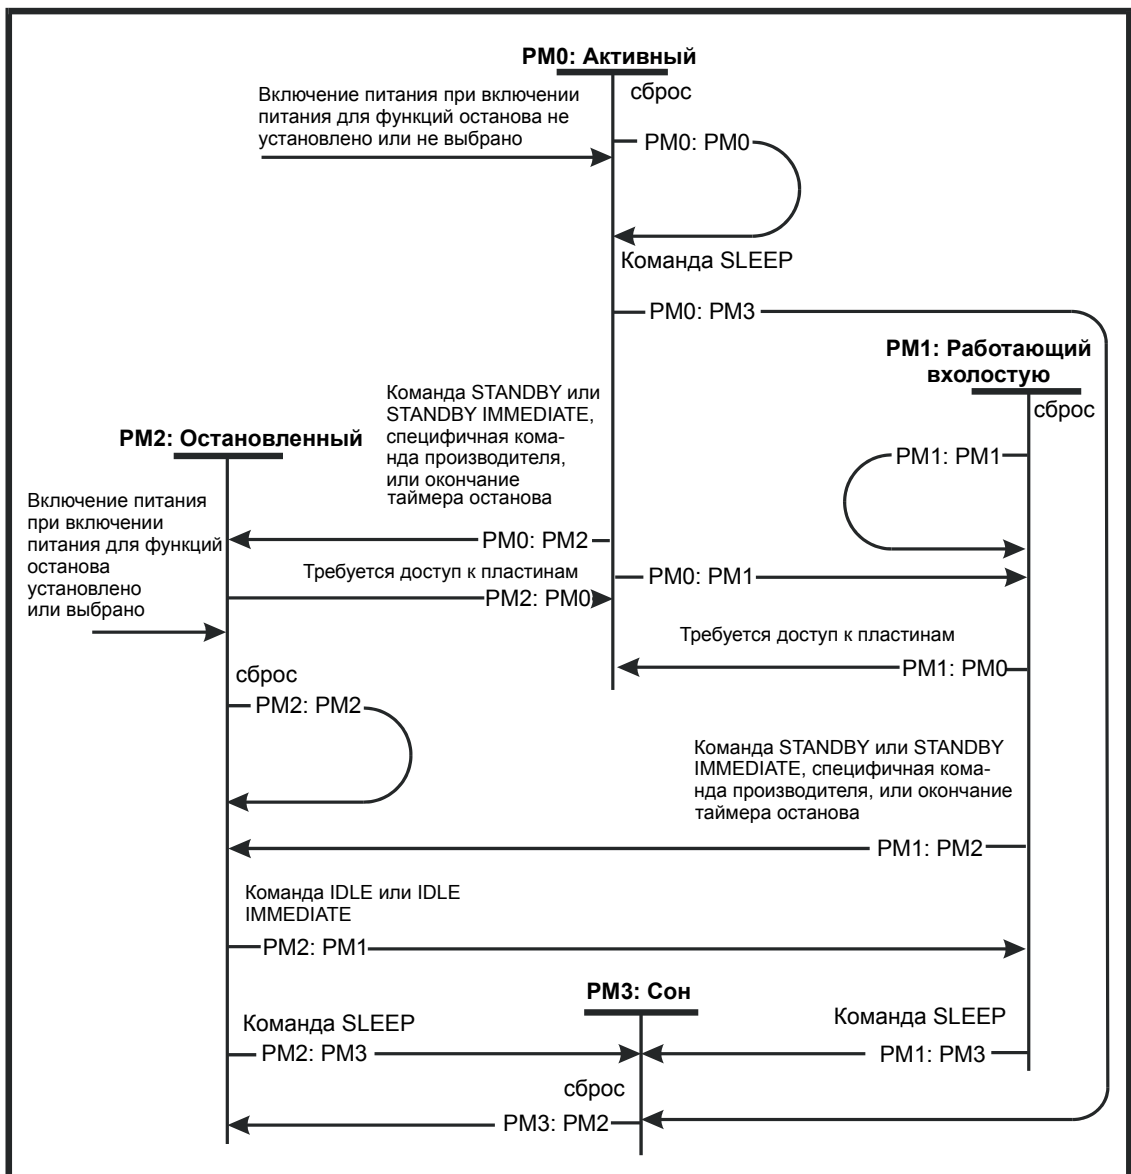 PM0: Активный
сброс
Включение питания при включении
питания для функций останова не
установлено или не выбрано
PM0: PM0
Команда SLEEP
PM0: PM3
PM1: Работающий
вхолостую
сброс
PM1: PM1
Команда STANDBY или
STANDBY IMMEDIATE,
специфичная кома-
нда производителя,
или окончание
таймера останова
PM2: Остановленный
Включение питания
при включении
питания для функций
останова
установлено
или выбрано
PM0: PM2
Требуется доступ к пластинам
PM2: PM0
PM0: PM1
Требуется доступ к пластинам
PM1: PM0
сброс
PM2: PM2
Команда STANDBY или STANDBY
IMMEDIATE, специфичная кома-
нда производителя, или окончание
таймера останова
PM1: PM2
Команда IDLE или IDLE
IMMEDIATE
PM2: PM1
PM3: Сон
Команда SLEEP
PM2: PM3
Команда SLEEP
PM1: PM3
сброс
PM3: PM2